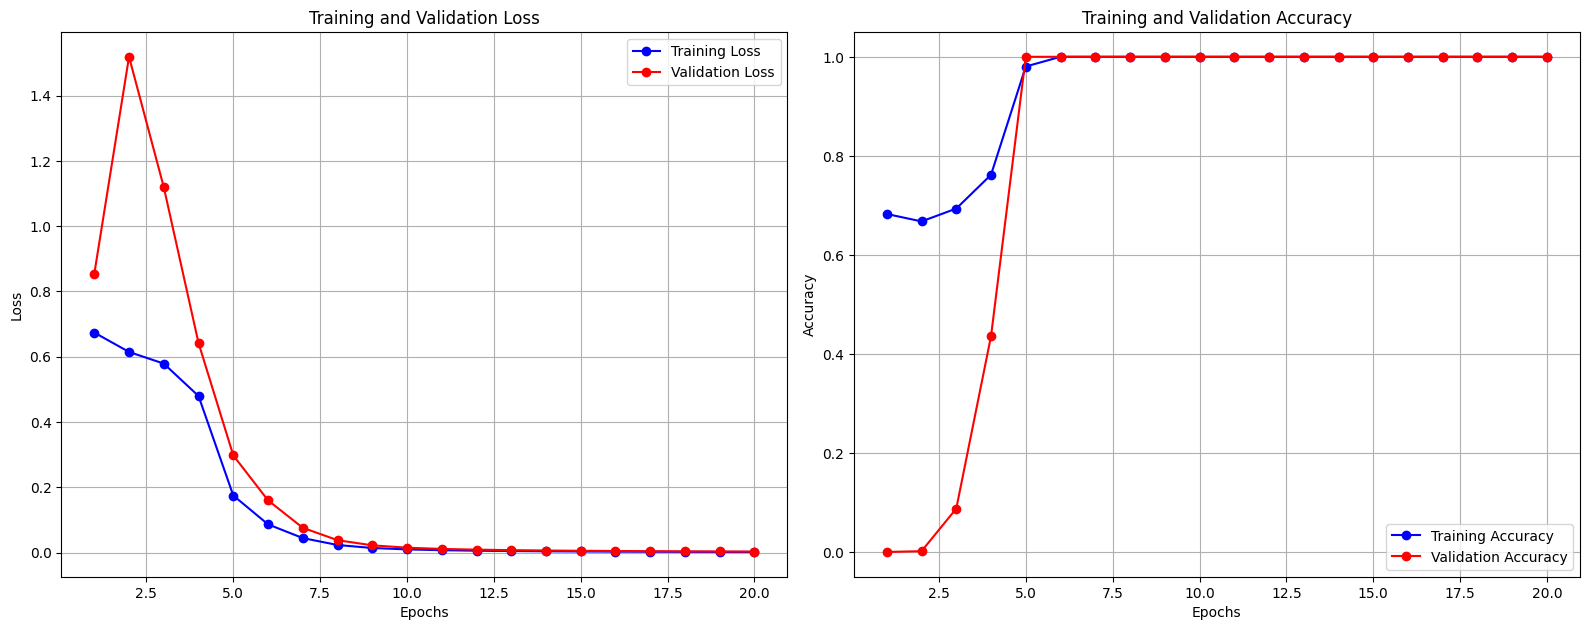 Training and Validation Loss
Training Loss
Validation Loss
Loss
1.4
1.2
1.0
0.8
0.6
0.4
0.2
0.0
2.5 5.0 7.5 10.0 12.5 15.0 17.5 20.0
Epochs
Training and Validation Accuracy
Accuracy
1.0
0.8
0.6
0.4
0.2
0.0
Training Accuracy
Validation Accuracy
2.5 5.0 7.5 10.0 12.5 15.0 17.5 20.0
Epochs